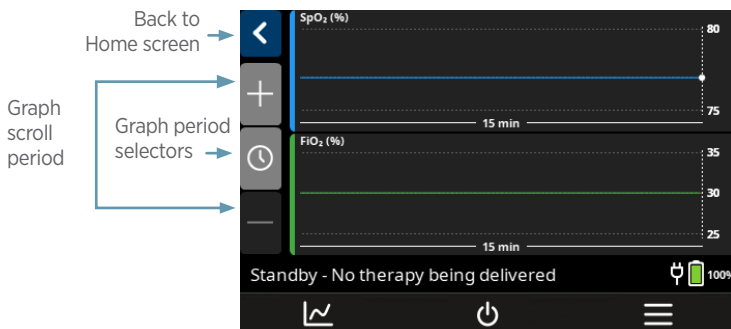 Back to
Home screen
Graph
scroll
period
Graph period
selectors
SpO₂ (%)
80
75
15 min
FiO₂ (%)
35
30
25
15 min
Standby - No therapy being delivered
100%